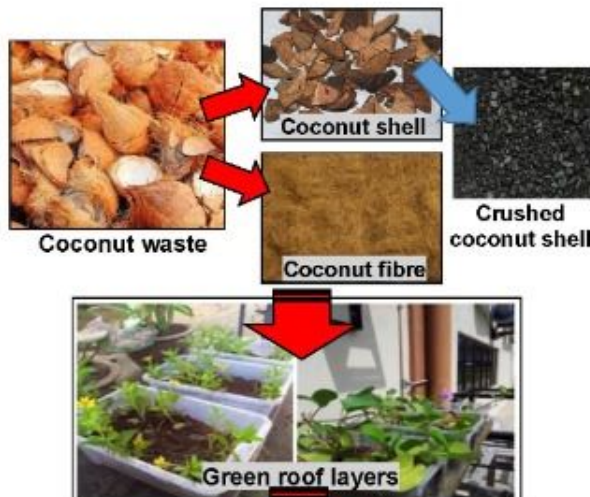 Coconut shell
Coconut waste
Coconut fibre
Crushed
coconut shell
Green roof layers